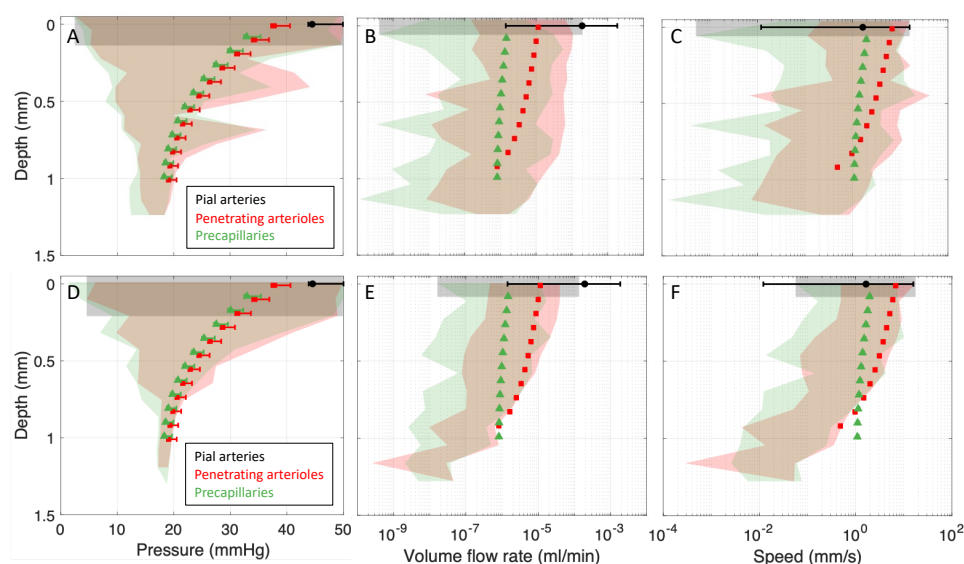 A
B
C
0
0.5
1
1.5
Depth (mm)
Pial arteries
Penetrating arterioles
Precapillaries
D
E
F
0
0.5
1
1.5
Depth (mm)
Pial arteries
Penetrating arterioles
Precapillaries
0 10 20 30 40 50
10^-9 10^-7 10^-5 10^-3
10^-4 10^-2 10^0 10^2
Pressure (mmHg)
Volume flow rate (ml/min)
Speed (mm/s)